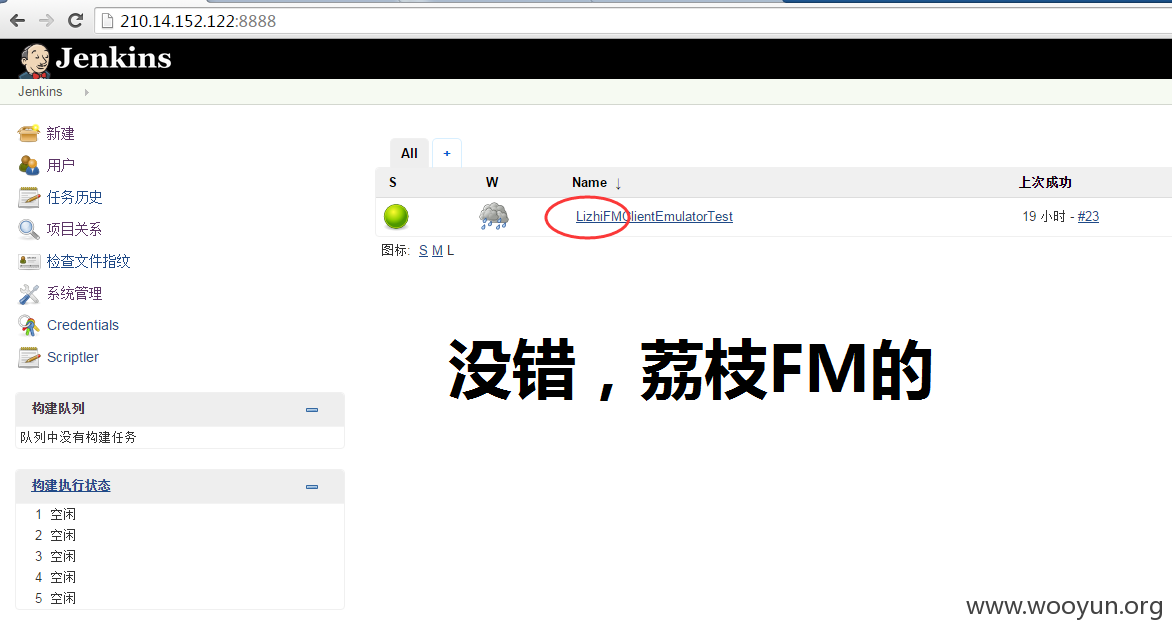 210.14.152.122:8888
Jenkins
Jenkins
新建
用户
任务历史
项目关系
检查文件指纹
系统管理
Credentials
Scriptler
构建队列
队列中没有构建任务
构建执行状态
1 空闲
2 空闲
3 空闲
4 空闲
5 空闲
All +
S W Name ↓ 上次成功
LizhiFMClientEmulatorTest 19 小时 - #23
图标: S M L
没错，荔枝FM的
www.wooyun.org